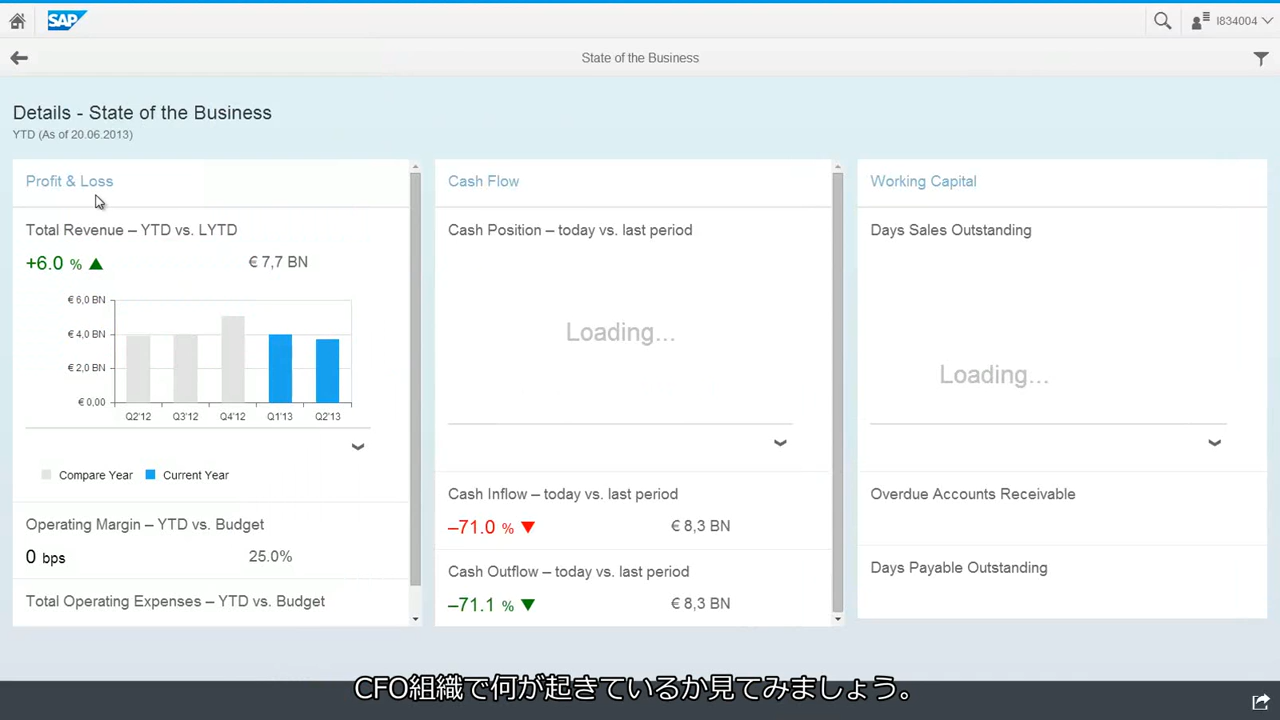 SAP
I834004
State of the Business
Details - State of the Business
YTD (As of 20.06.2013)
Profit & Loss
Total Revenue – YTD vs. LYTD
+6.0 %
€ 7,7 BN
€ 6,0 BN
€ 4,0 BN
€ 2,0 BN
€ 0,00
Q2'12 Q3'12 Q4'12 Q1'13 Q2'13
Compare Year Current Year
Operating Margin – YTD vs. Budget
0 bps 25.0%
Total Operating Expenses – YTD vs. Budget
Cash Flow
Cash Position – today vs. last period
Loading...
Cash Inflow – today vs. last period
–71.0 % € 8,3 BN
Cash Outflow – today vs. last period
–71.1 % € 8,3 BN
Working Capital
Days Sales Outstanding
Loading...
Overdue Accounts Receivable
Days Payable Outstanding
CFO組織で何が起きているか見てみましょう。